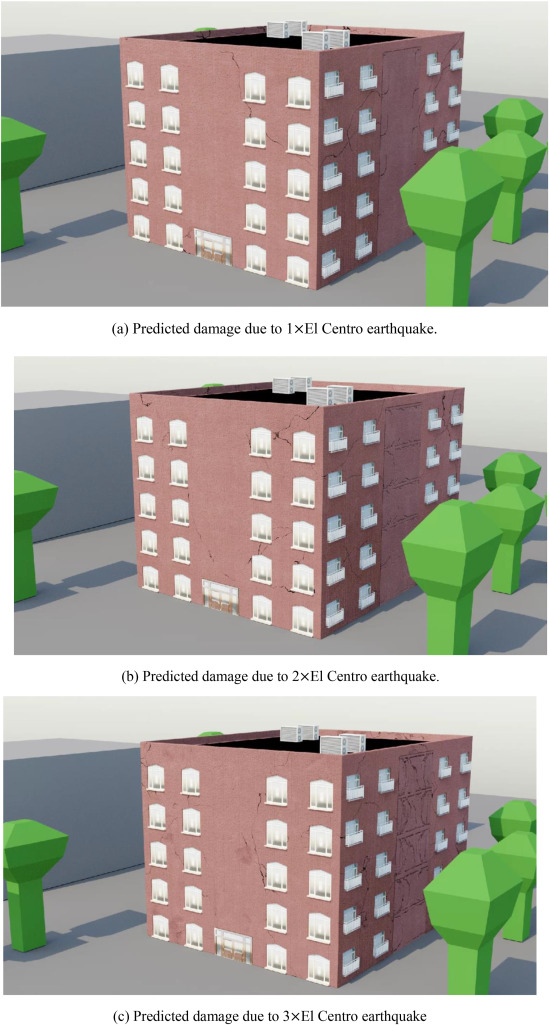 (a) Predicted damage due to 1×El Centro earthquake.
(b) Predicted damage due to 2×El Centro earthquake.
(c) Predicted damage due to 3×El Centro earthquake